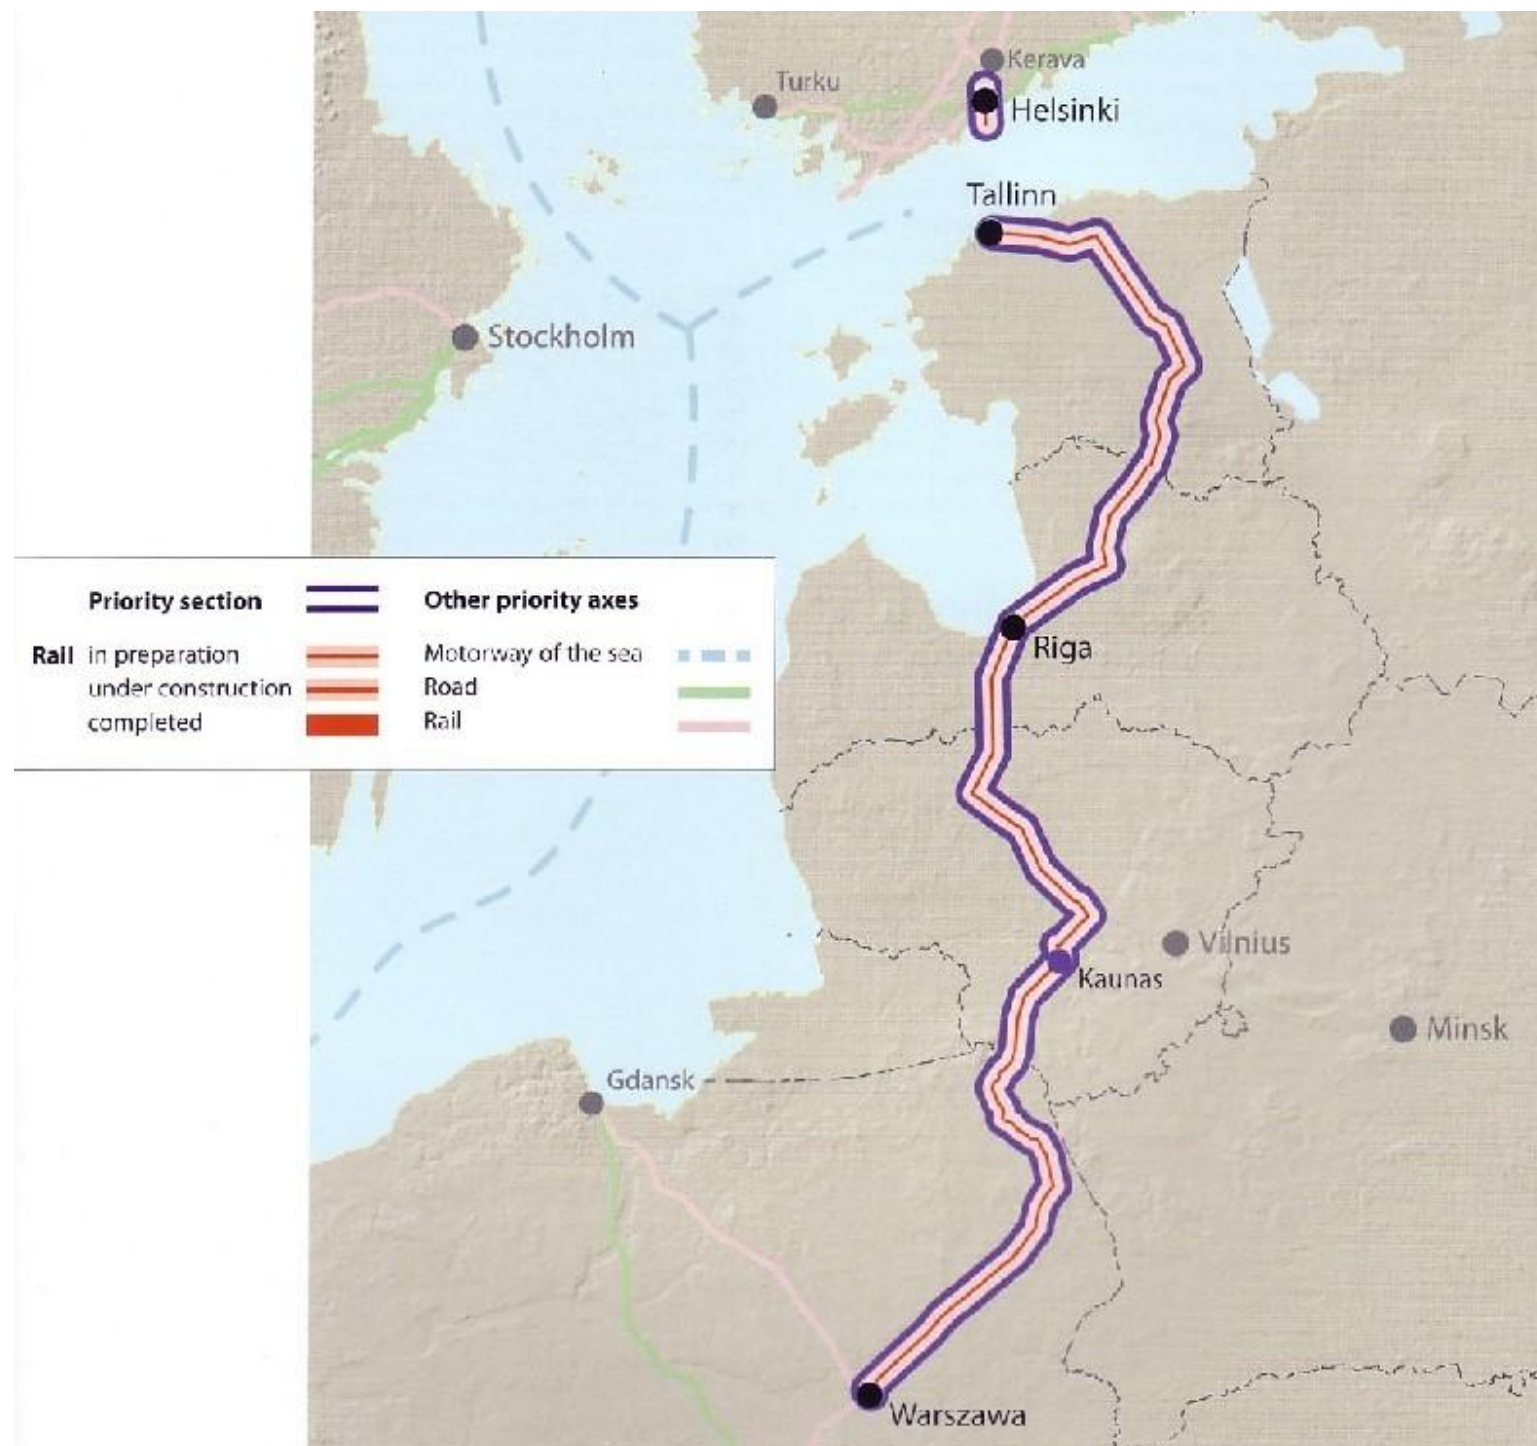 Kerava
Turku
Helsinki
Tallinn
Stockholm
Priority section
Other priority axes
Rail in preparation
Motorway of the sea
under construction
Road
completed
Rail
Riga
Vilnius
Kaunas
Minsk
Gdansk
Warszawa